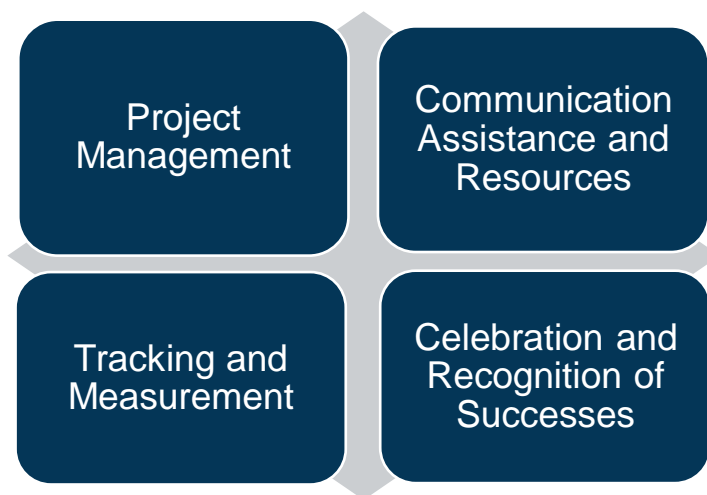 Project
Management
Communication
Assistance and
Resources
Tracking and
Measurement
Celebration and
Recognition of
Successes